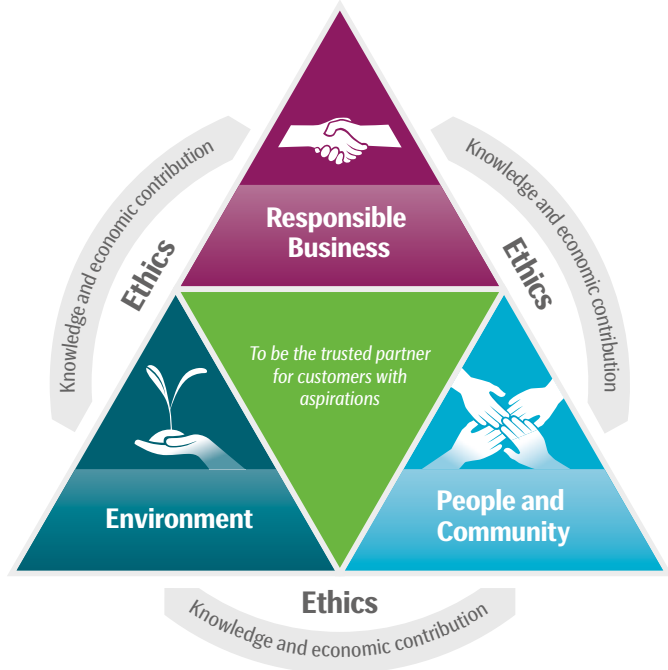 Knowledge and economic contribution
Ethics
Knowledge and economic contribution
Ethics
Responsible
Business
To be the trusted partner
for customers with
aspirations
Environment
People and
Community
Ethics
Knowledge and economic contribution